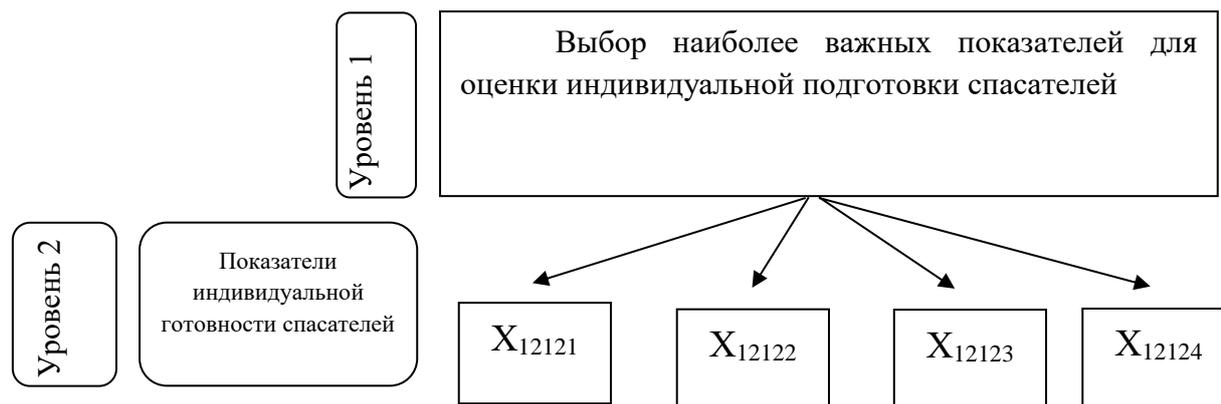 Уровень 1
Выбор наиболее важных показателей для
оценки индивидуальной подготовки спасателей
Уровень 2
Показатели
индивидуальной
готовности спасателей
X12121
X12122
X12123
X12124